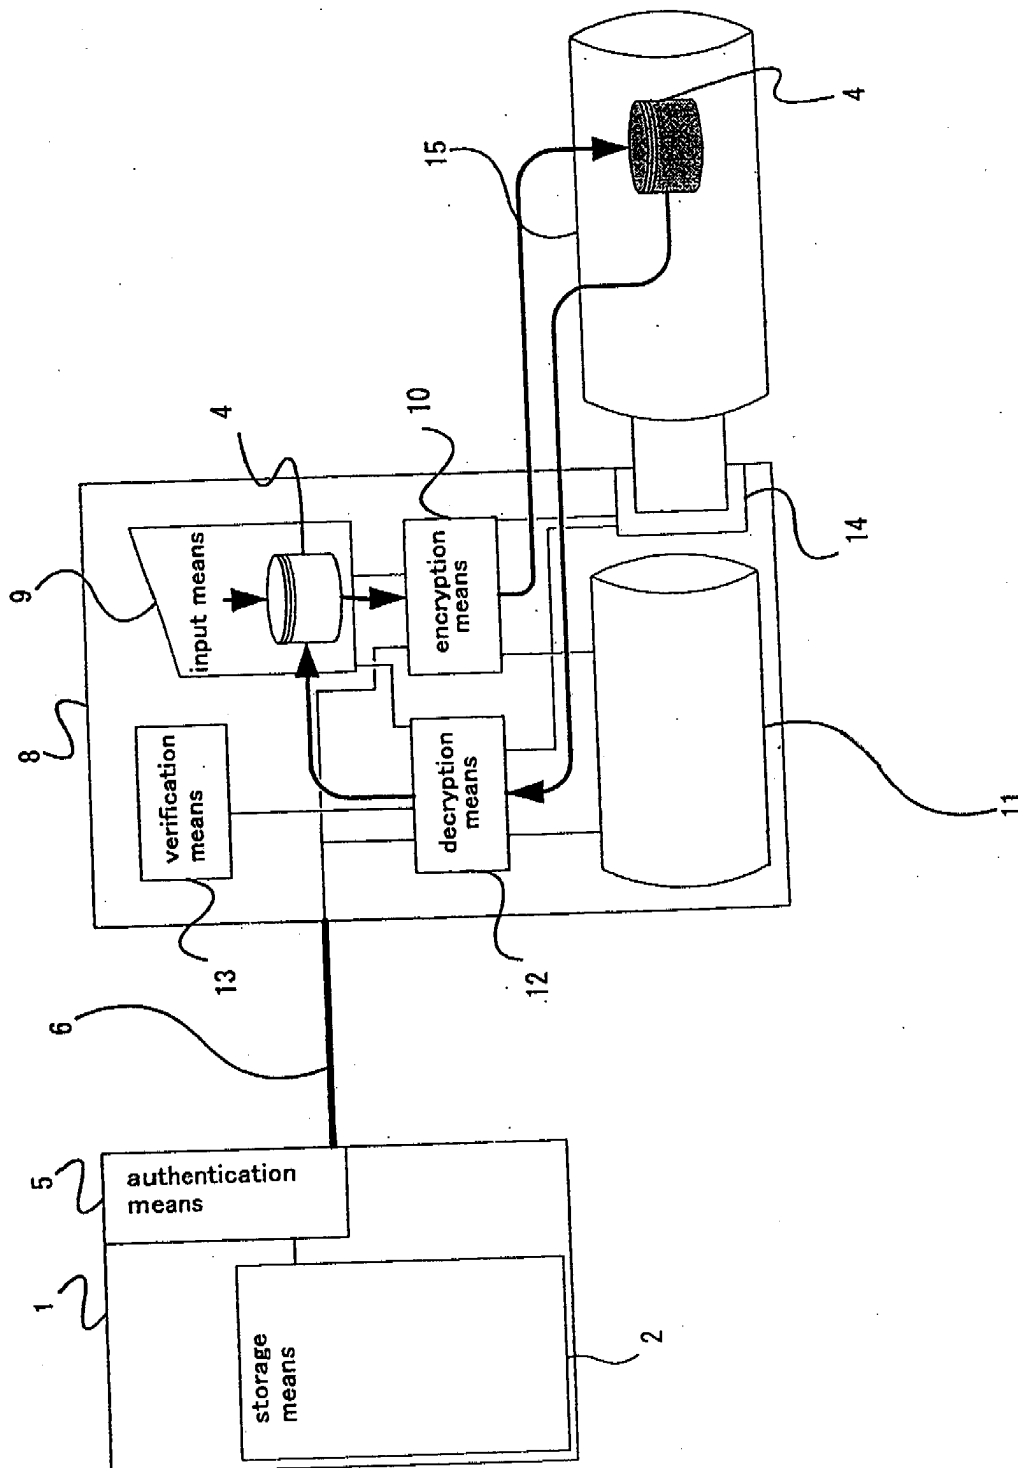 15
4
4
10
9
input means
encryption
means
14
8
verification
means
decryption
means
11
13
12
6
5
authentication
means
1
storage
means
2